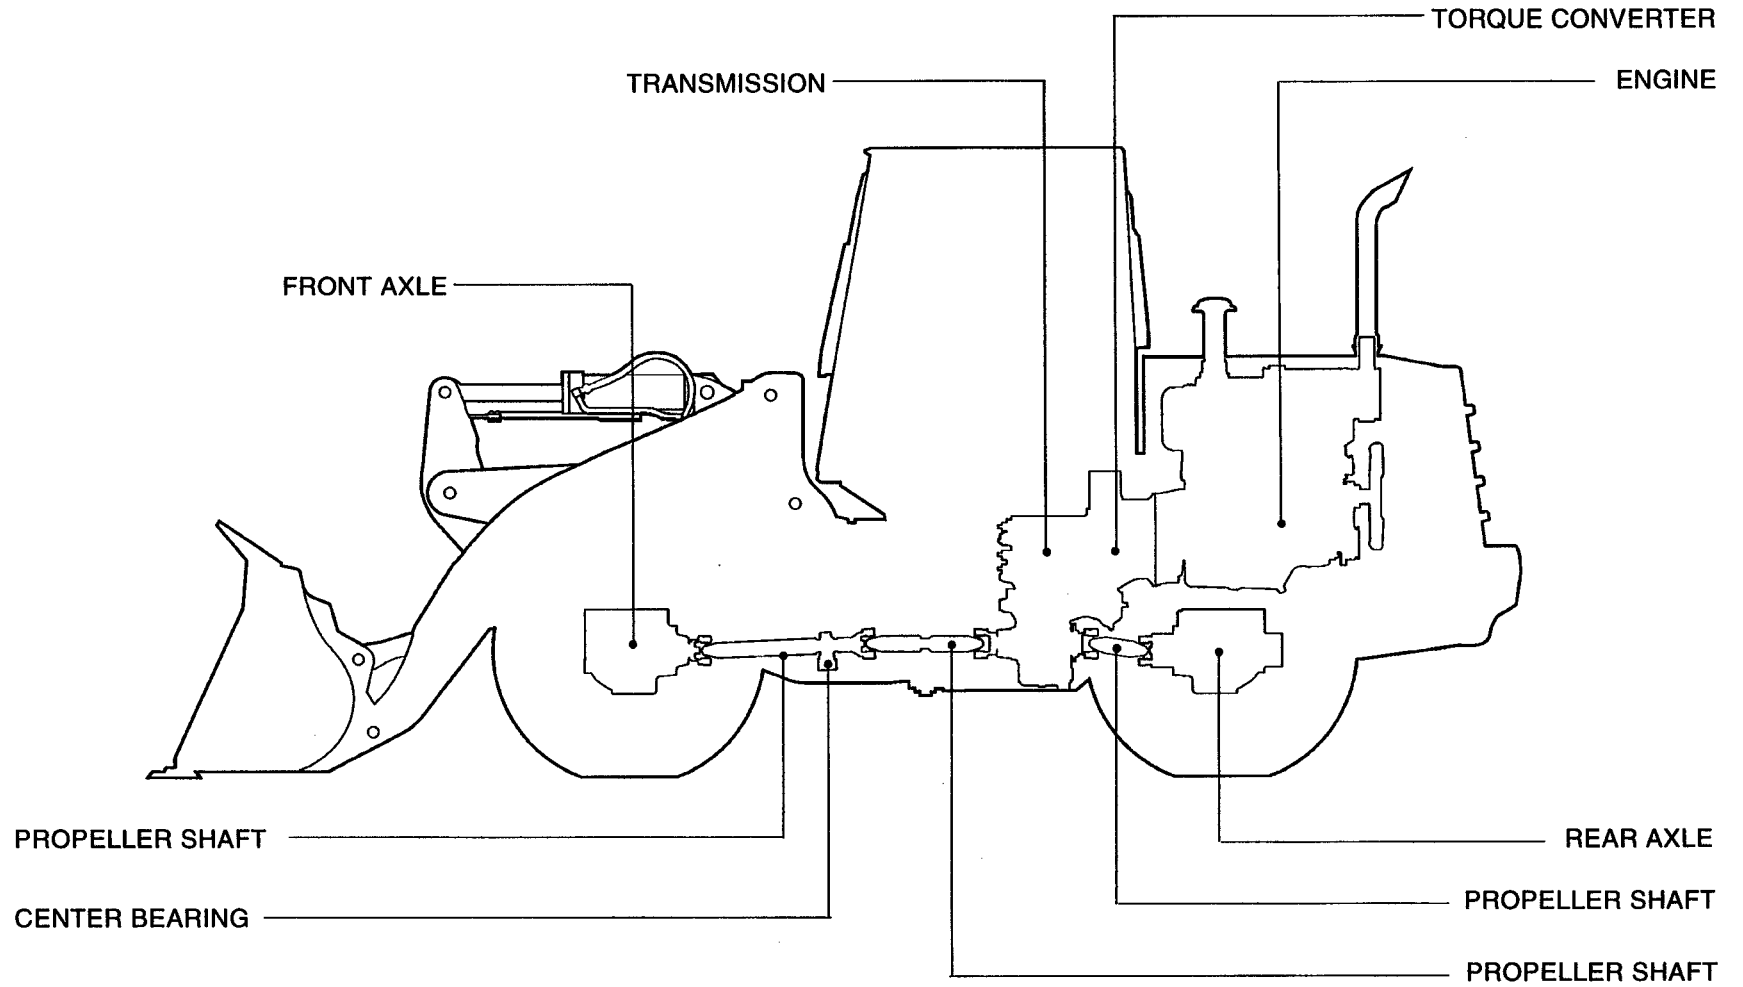 TORQUE CONVERTER
TRANSMISSION
ENGINE
FRONT AXLE
PROPELLER SHAFT
REAR AXLE
PROPELLER SHAFT
CENTER BEARING
PROPELLER SHAFT